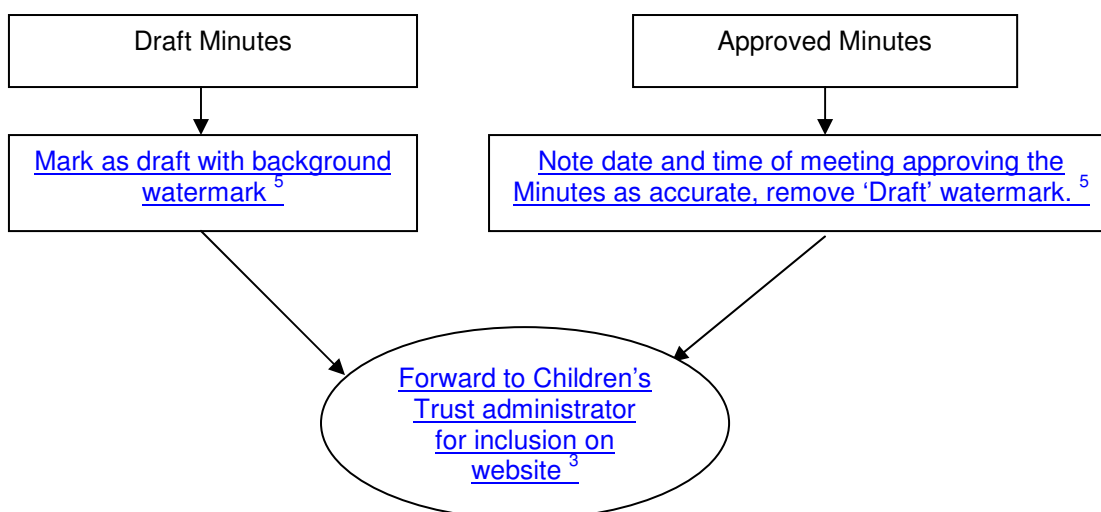 Draft Minutes
Approved Minutes
Mark as draft with background
watermark 5
Note date and time of meeting approving the
Minutes as accurate, remove ‘Draft’ watermark. 5
Forward to Children’s
Trust administrator
for inclusion on
website 3